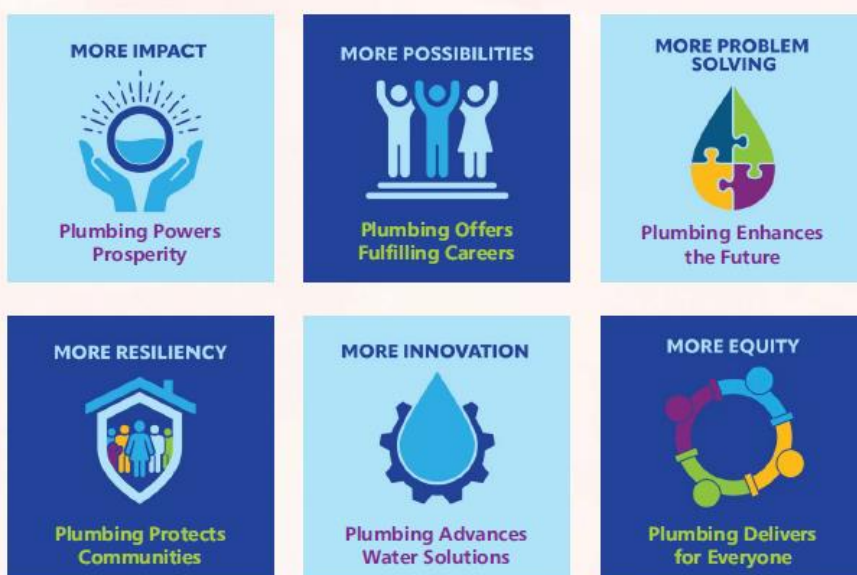 MORE IMPACT
Plumbing Powers
Prosperity
MORE POSSIBILITIES
Plumbing Offers
Fulfilling Careers
MORE PROBLEM
SOLVING
Plumbing Enhances
the Future
MORE RESILIENCY
Plumbing Protects
Communities
MORE INNOVATION
Plumbing Advances
Water Solutions
MORE EQUITY
Plumbing Delivers
for Everyone